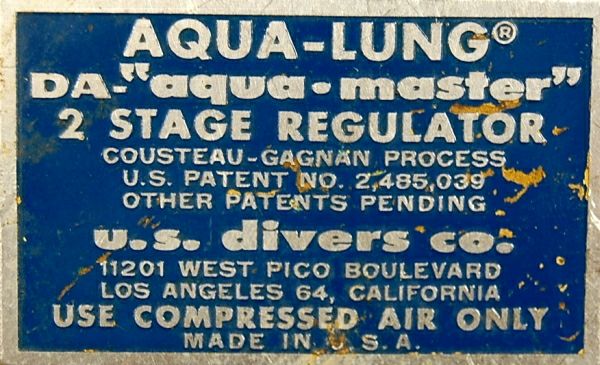 AQUA-LUNG®
DA-"aqua•master"
2 STAGE REGULATOR
COUSTEAU-GAGNAN PROCESS
U.S. PATENT NO. 2,485,039
OTHER PATENTS PENDING
u.s. divers co.
11201 WEST PICO BOULEVARD
LOS ANGELES 64, CALIFORNIA
USE COMPRESSED AIR ONLY
MADE IN U.S.A.